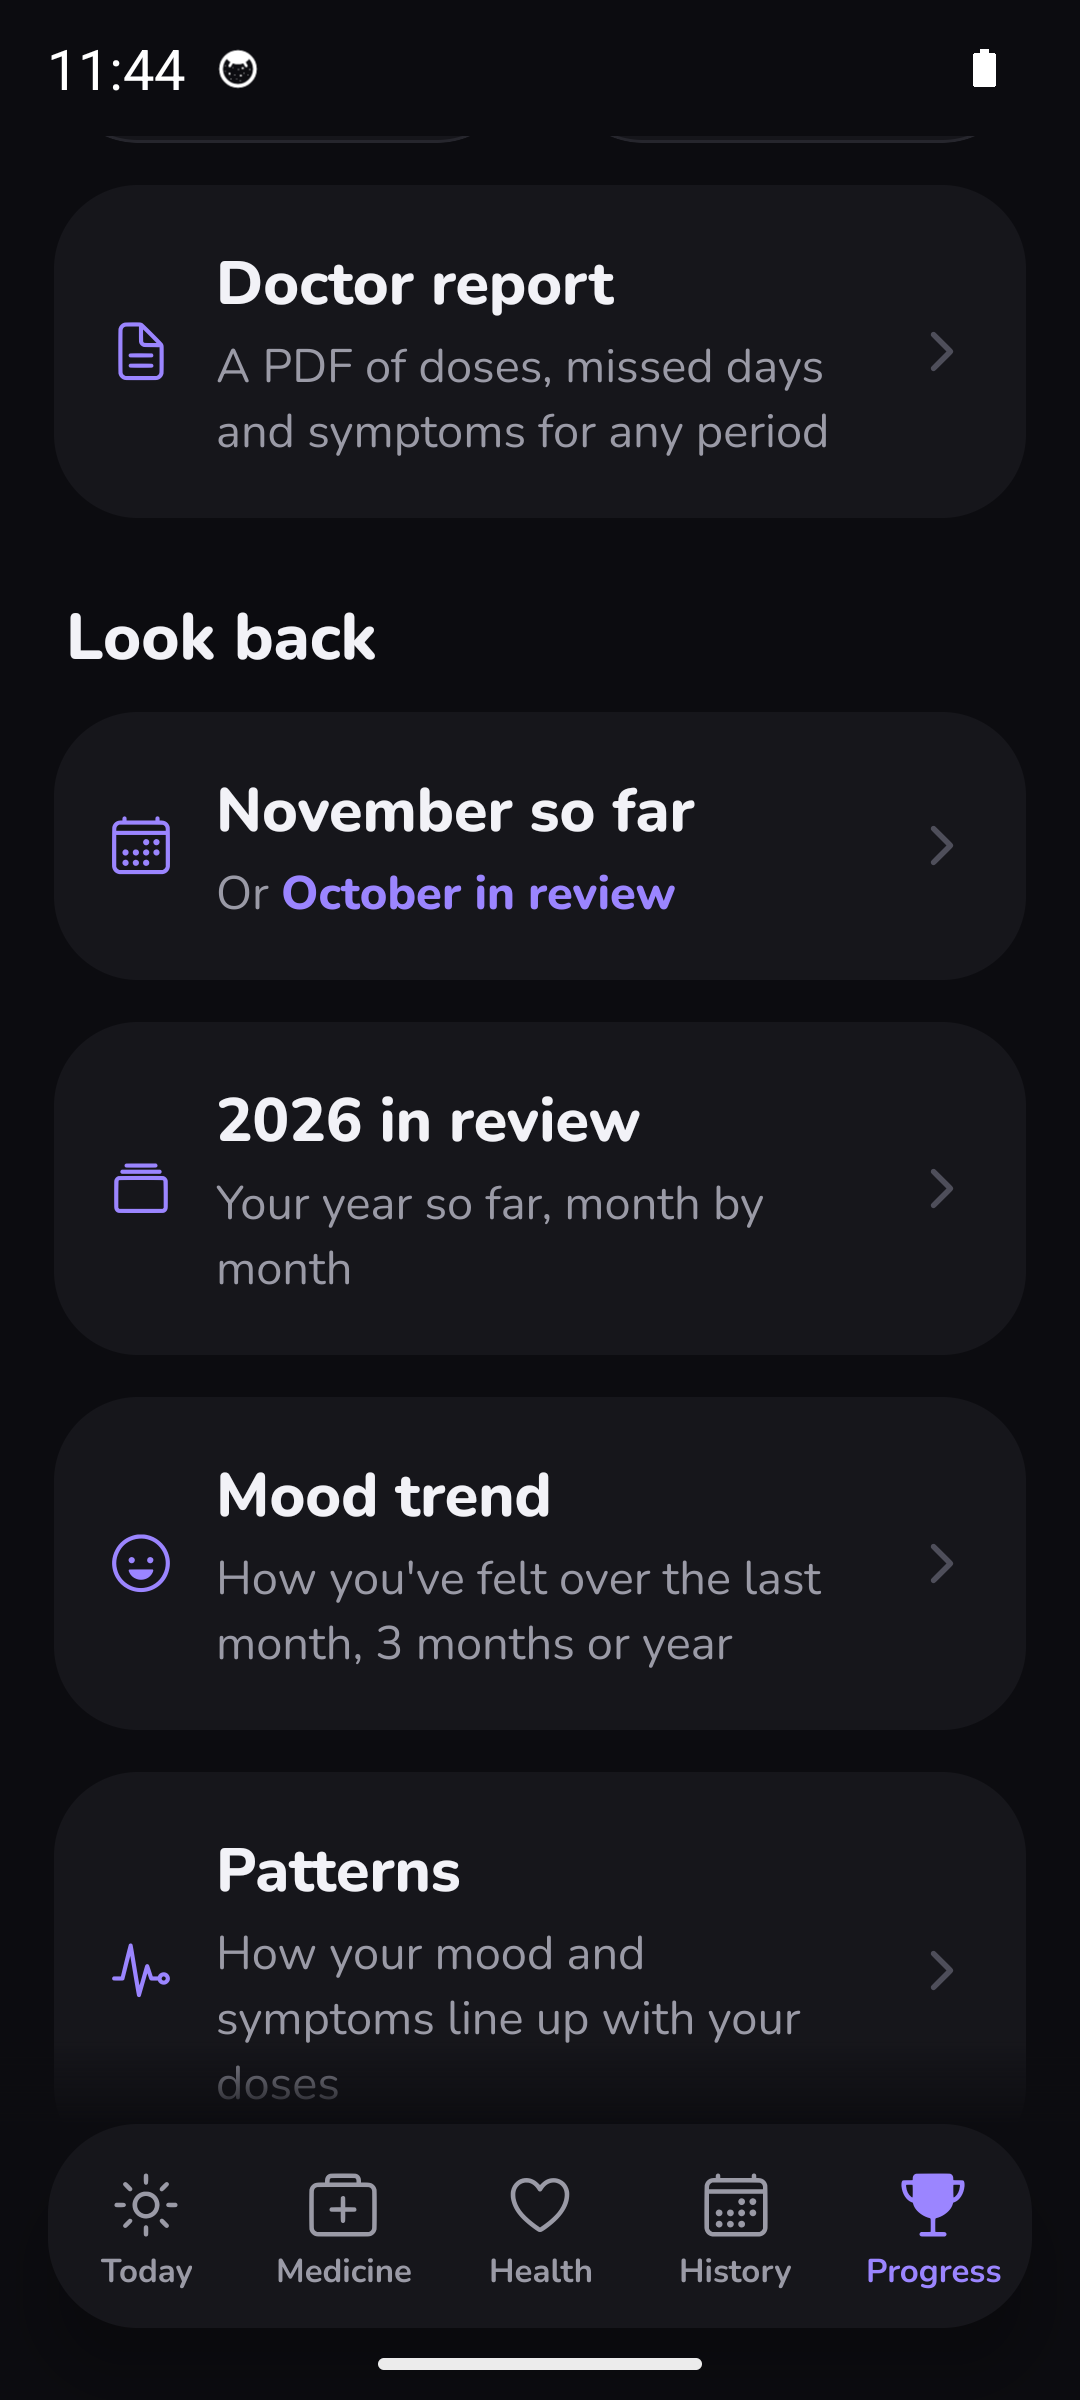 11:44
Doctor report
A PDF of doses, missed days
and symptoms for any period
Look back
November so far
Or October in review
2026 in review
Your year so far, month by
month
Mood trend
How you've felt over the last
month, 3 months or year
Patterns
How your mood and
symptoms line up with your
doses
Today
Medicine
Health
History
Progress